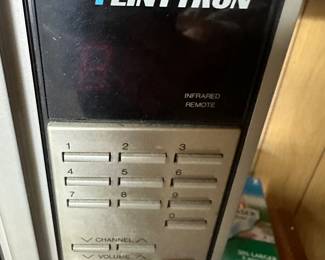 INFRARED
REMOTE
1 2 3
4 5 6
7 8 9
0
CHANNEL
VOLUME